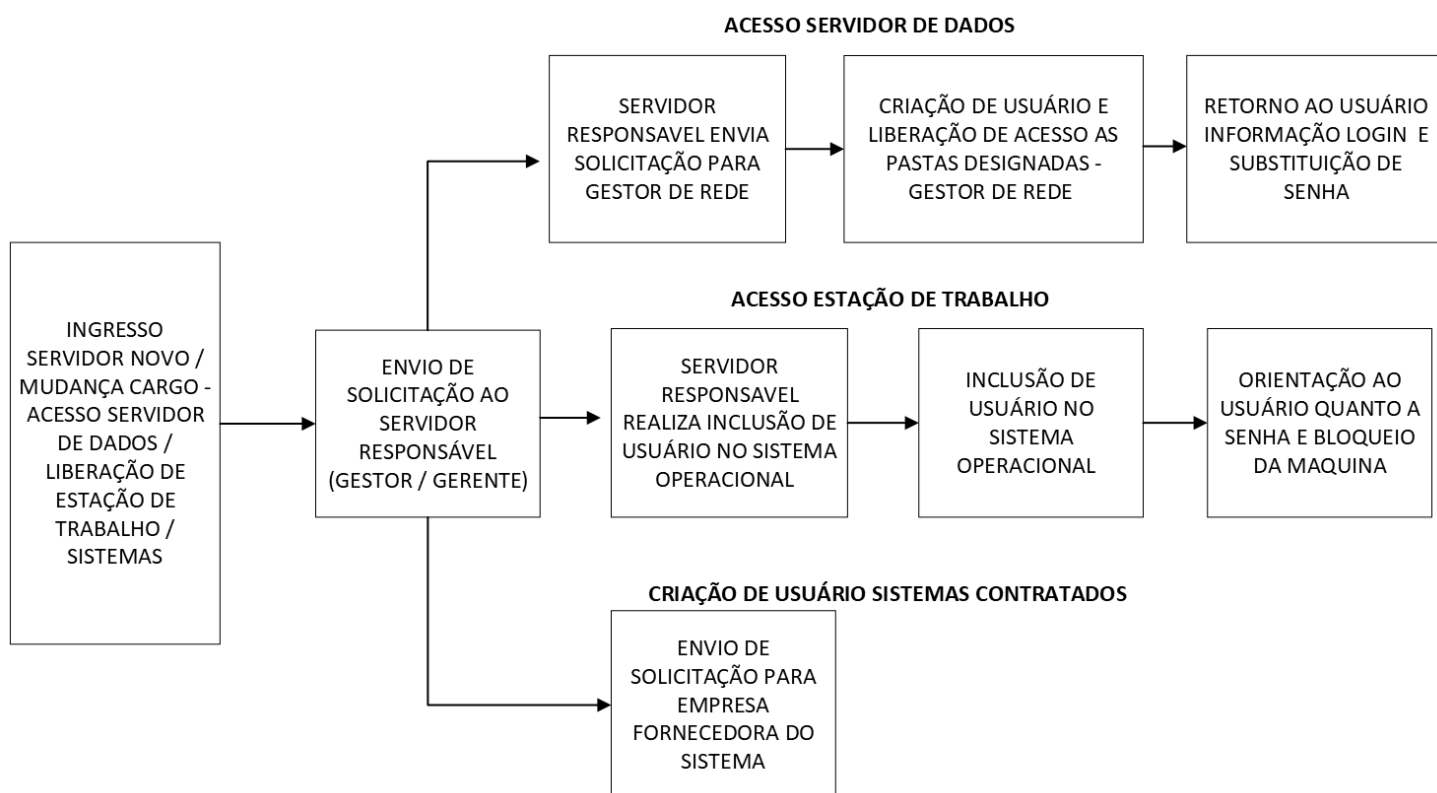 INGRESSO
SERVIDOR NOVO /
MUDANÇA CARGO -
ACESSO SERVIDOR
DE DADOS /
LIBERAÇÃO DE
ESTAÇÃO DE
TRABALHO /
SISTEMAS
ENVIO DE
SOLICITAÇÃO AO
SERVIDOR
RESPONSÁVEL
(GESTOR / GERENTE)
ACESSO SERVIDOR DE DADOS
SERVIDOR
RESPONSAVEL ENVIA
SOLICITAÇÃO PARA
GESTOR DE REDE
CRIAÇÃO DE USUÁRIO E
LIBERAÇÃO DE ACESSO AS
PASTAS DESIGNADAS -
GESTOR DE REDE
RETORNO AO USUÁRIO
INFORMAÇÃO LOGIN  E
SUBSTITUIÇÃO DE
SENHA
ACESSO ESTAÇÃO DE TRABALHO
SERVIDOR
RESPONSAVEL
REALIZA INCLUSÃO DE
USUÁRIO NO SISTEMA
OPERACIONAL
INCLUSÃO DE
USUÁRIO NO
SISTEMA
OPERACIONAL
ORIENTAÇÃO AO
USUÁRIO QUANTO A
SENHA E BLOQUEIO
DA MAQUINA
CRIAÇÃO DE USUÁRIO SISTEMAS CONTRATADOS
ENVIO DE
SOLICITAÇÃO PARA
EMPRESA
FORNECEDORA DO
SISTEMA